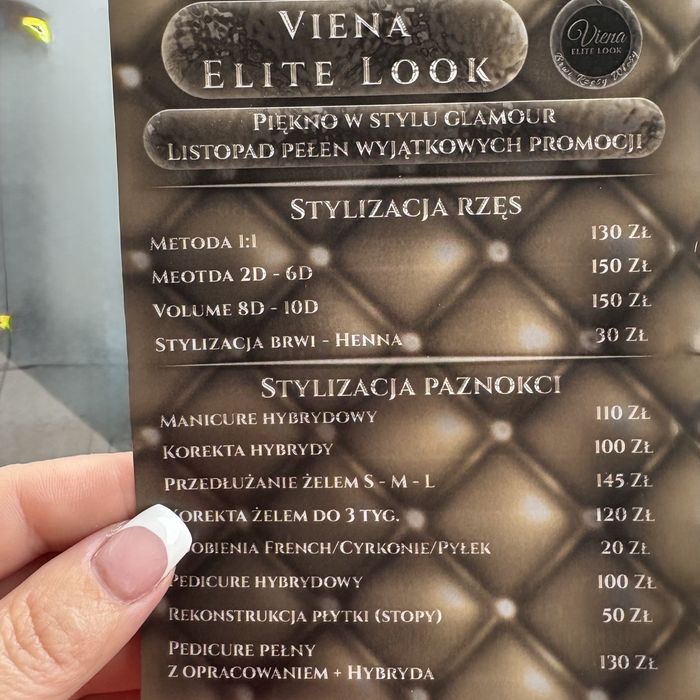 Viena
Elite Look
Viena
ELITE LOOK
Brwi Rzęsy Włosy
Piękno w stylu glamour
Listopad pełen wyjątkowych promocji
Stylizacja rzęs
Metoda 1:1 130 ZŁ
Meotda 2D - 6D 150 ZŁ
Volume 8D - 10D 150 ZŁ
Stylizacja brwi - Henna 30 ZŁ
Stylizacja paznokci
Manicure hybrydowy 110 ZŁ
Korekta hybrydy 100 ZŁ
Przedłużanie żelem S - M - L 145 ZŁ
Korekta żelem do 3 tyg. 120 ZŁ
French/Cyrkonie/Pyłek 20 ZŁ
Pedicure hybrydowy 100 ZŁ
Rekonstrukcja płytki (stopy) 50 ZŁ
Pedicure pełny
z opracowaniem + Hybryda 130 ZŁ